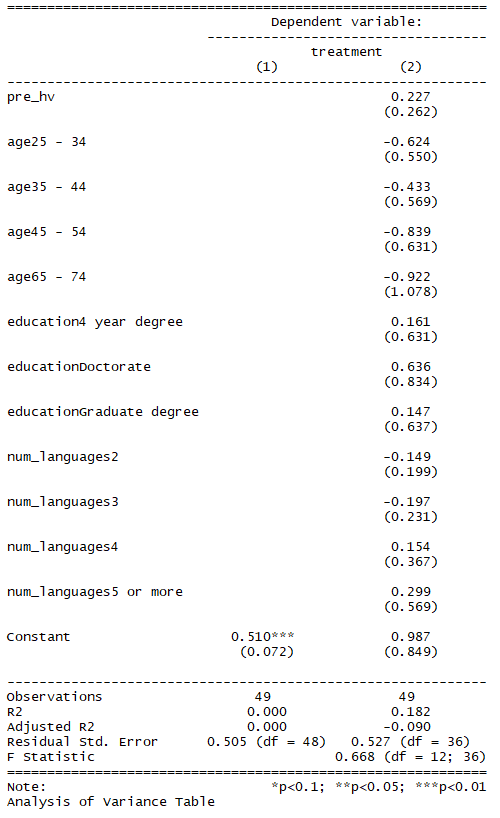 Dependent variable:
treatment
(1) (2)
pre_hv 0.227
(0.262)
age25 - 34 -0.624
(0.550)
age35 - 44 -0.433
(0.569)
age45 - 54 -0.839
(0.631)
age65 - 74 -0.922
(1.078)
education4 year degree 0.161
(0.631)
educationDoctorate 0.636
(0.834)
educationGraduate degree 0.147
(0.637)
num_languages2 -0.149
(0.199)
num_languages3 -0.197
(0.231)
num_languages4 0.154
(0.367)
num_languages5 or more 0.299
(0.569)
Constant 0.510*** 0.987
(0.072) (0.849)
Observations 49 49
R2 0.000 0.182
Adjusted R2 0.000 -0.090
Residual Std. Error 0.505 (df = 48) 0.527 (df = 36)
F Statistic 0.668 (df = 12; 36)
Note: *p<0.1; **p<0.05; ***p<0.01
Analysis of Variance Table